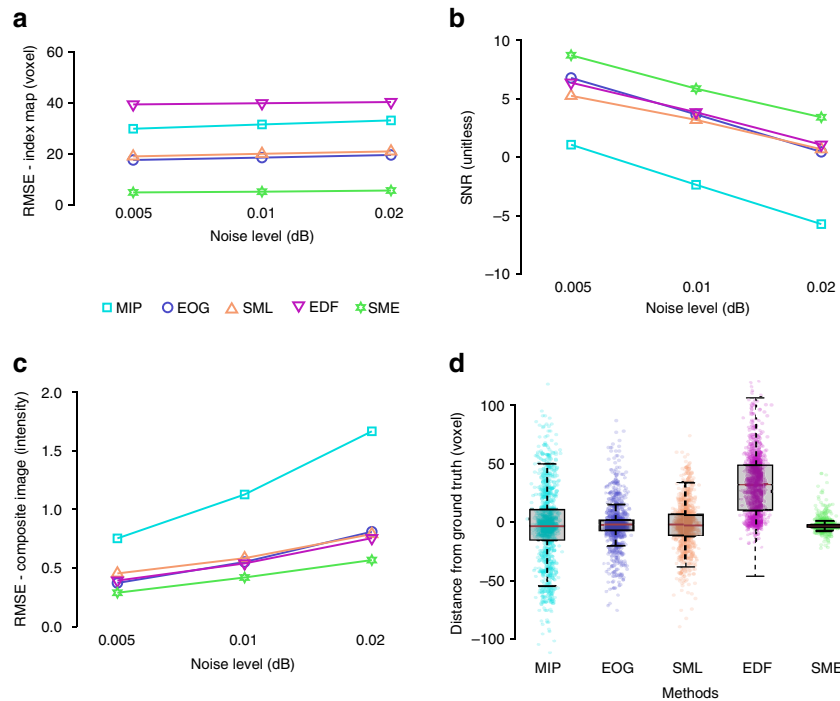 a
60
40
20
0
RMSE - index map (voxel)
0.005 0.01 0.02
Noise level (dB)
b
10
5
0
−5
−10
SNR (unitless)
0.005 0.01 0.02
Noise level (dB)
MIP EOG SML EDF SME
c
2.0
1.5
1.0
0.5
0.0
RMSE - composite image (intensity)
0.005 0.01 0.02
Noise level (dB)
d
100
50
0
−50
−100
Distance from ground truth (voxel)
MIP EOG SML EDF SME
Methods